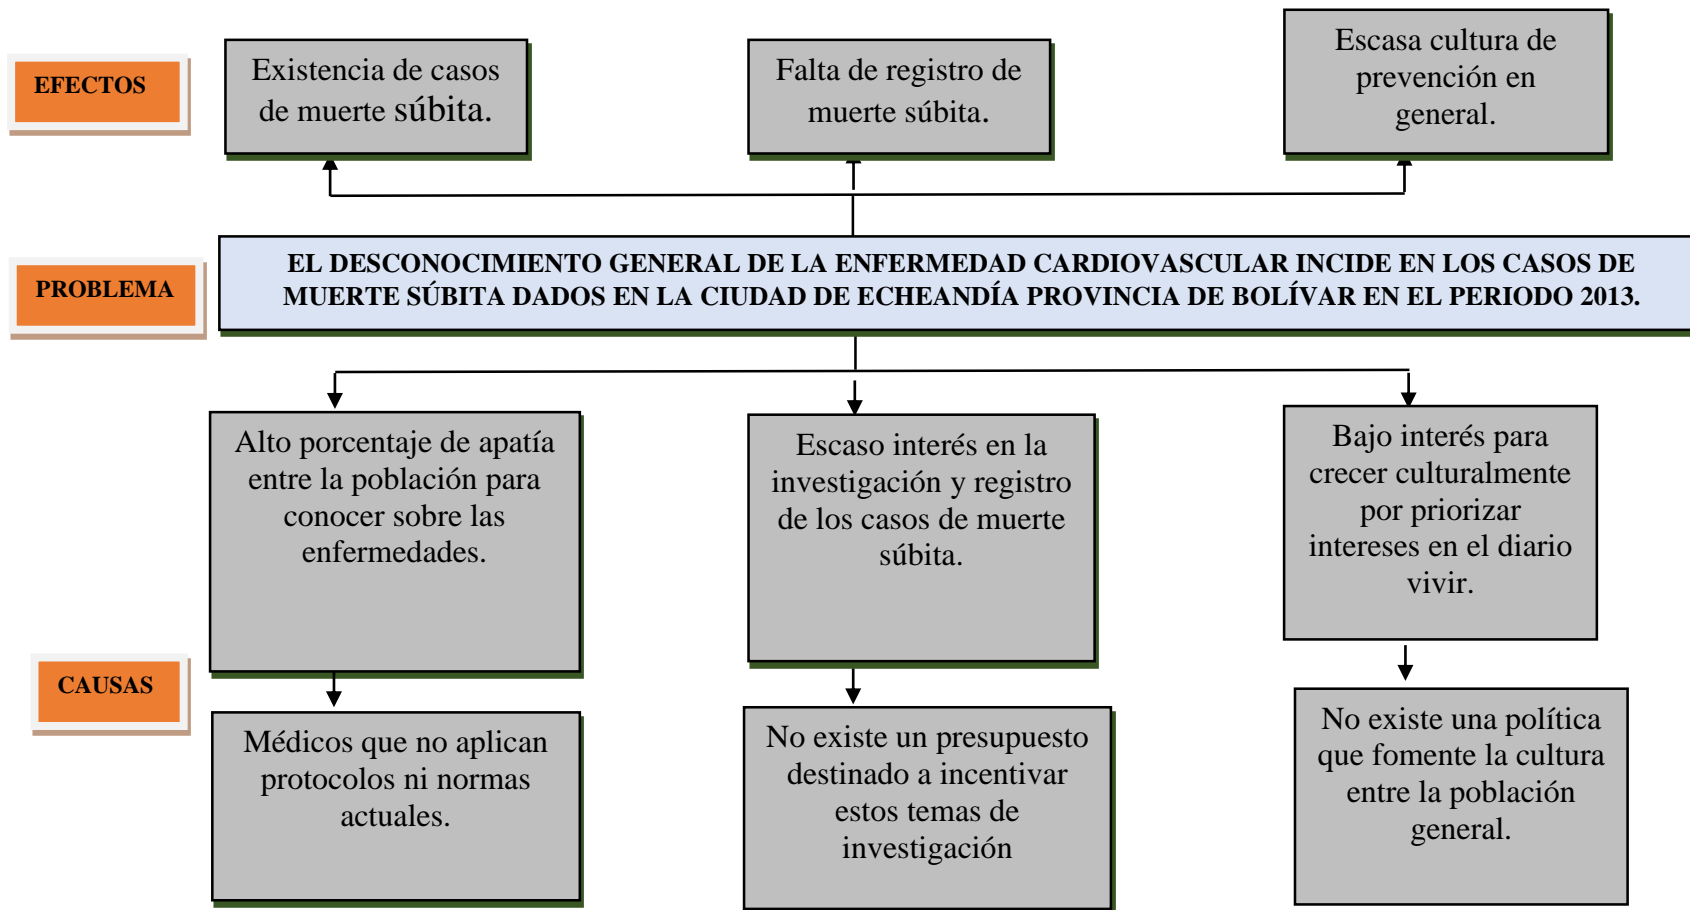 EFECTOS
Existencia de casos
de muerte súbita.
Falta de registro de
muerte súbita.
Escasa cultura de
prevención en
general.
PROBLEMA
EL DESCONOCIMIENTO GENERAL DE LA ENFERMEDAD CARDIOVASCULAR INCIDE EN LOS CASOS DE
MUERTE SÚBITA DADOS EN LA CIUDAD DE ECHEANDÍA PROVINCIA DE BOLÍVAR EN EL PERIODO 2013.
Alto porcentaje de apatía
entre la población para
conocer sobre las
enfermedades.
Escaso interés en la
investigación y registro
de los casos de muerte
súbita.
Bajo interés para
crecer culturalmente
por priorizar
intereses en el diario
vivir.
CAUSAS
Médicos que no aplican
protocolos ni normas
actuales.
No existe un presupuesto
destinado a incentivar
estos temas de
investigación
No existe una política
que fomente la cultura
entre la población
general.